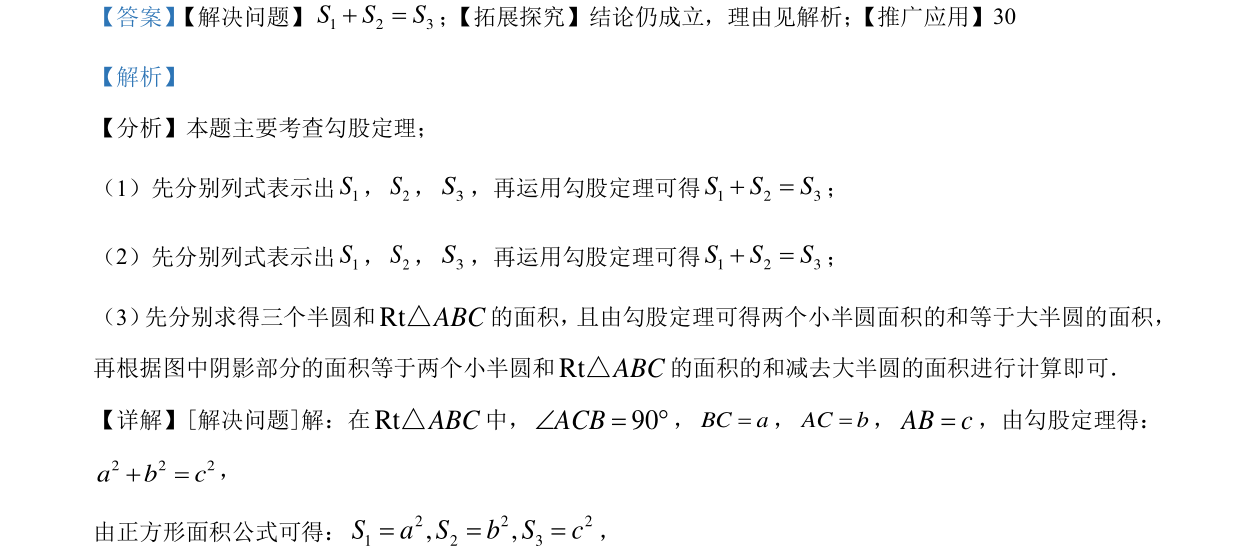 【答案】【解决问题】S₁+S₂=S₃；【拓展探究】结论仍成立，理由见解析；【推广应用】30
【解析】
【分析】本题主要考查勾股定理；
（1）先分别列式表示出S₁，S₂，S₃，再运用勾股定理可得S₁+S₂=S₃；
（2）先分别列式表示出S₁，S₂，S₃，再运用勾股定理可得S₁+S₂=S₃；
（3）先分别求得三个半圆和Rt△ABC的面积，且由勾股定理可得两个小半圆面积的和等于大半圆的面积，
再根据图中阴影部分的面积等于两个小半圆和Rt△ABC的面积的和减去大半圆的面积进行计算即可．
【详解】[解决问题]解：在Rt△ABC中，∠ACB=90°，BC=a，AC=b，AB=c，由勾股定理得：
a²+b²=c²，
由正方形面积公式可得：S₁=a²,S₂=b²,S₃=c²，